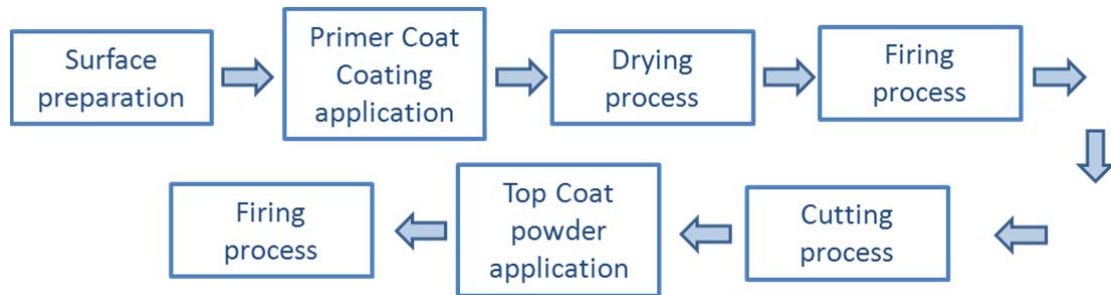 Surface
preparation
Primer Coat
Coating
application
Drying
process
Firing
process
Cutting
process
Top Coat
powder
application
Firing
process